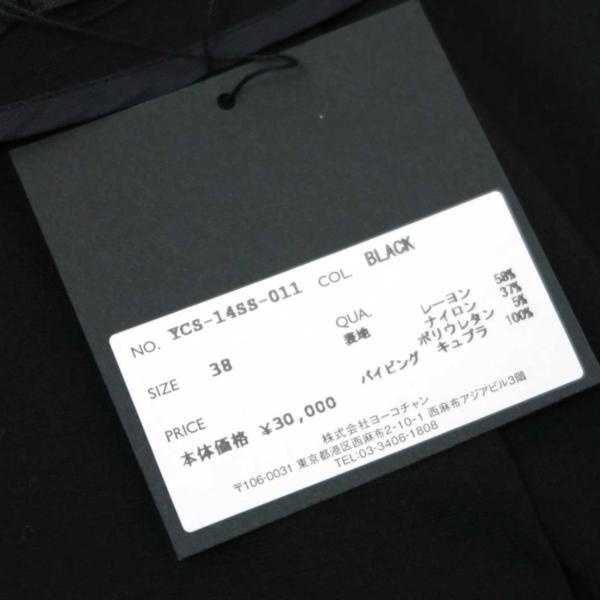 NO. YCS-14SS-011 COL. BLACK
SIZE 38 QUA. 表地 レーヨン 58%
ナイロン 37%
ポリウレタン 5%
パイピング キュプラ 100%
PRICE
本体価格 ¥30,000
株式会社ヨーコチャン
〒106-0031 東京都港区西麻布2-10-1 西麻布アジアビル3階
TEL:03-3406-1808